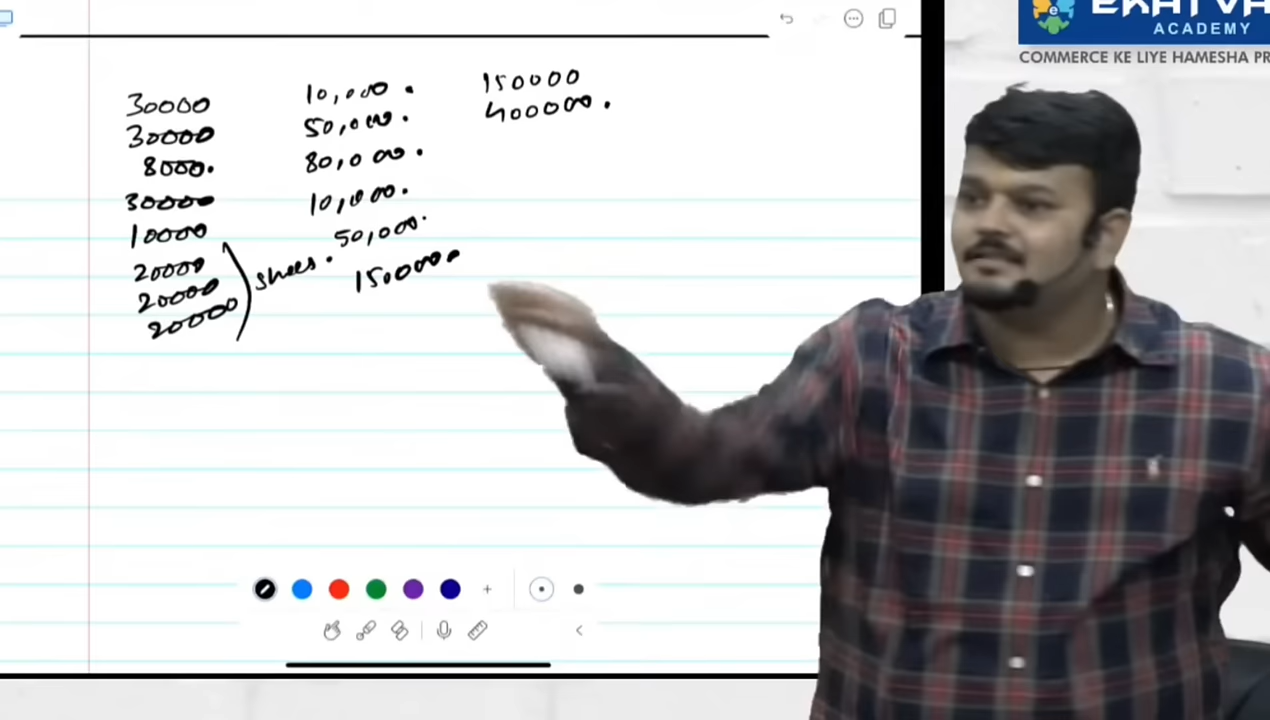 EKATVA
ACADEMY
COMMERCE KE LIYE HAMESHA PR
30000 10,000. 150000
30000 50,000. 400000.
8000. 80,000.
30000 10,000.
10000 50,000.
20000 shoes. 150000.
20000
20000